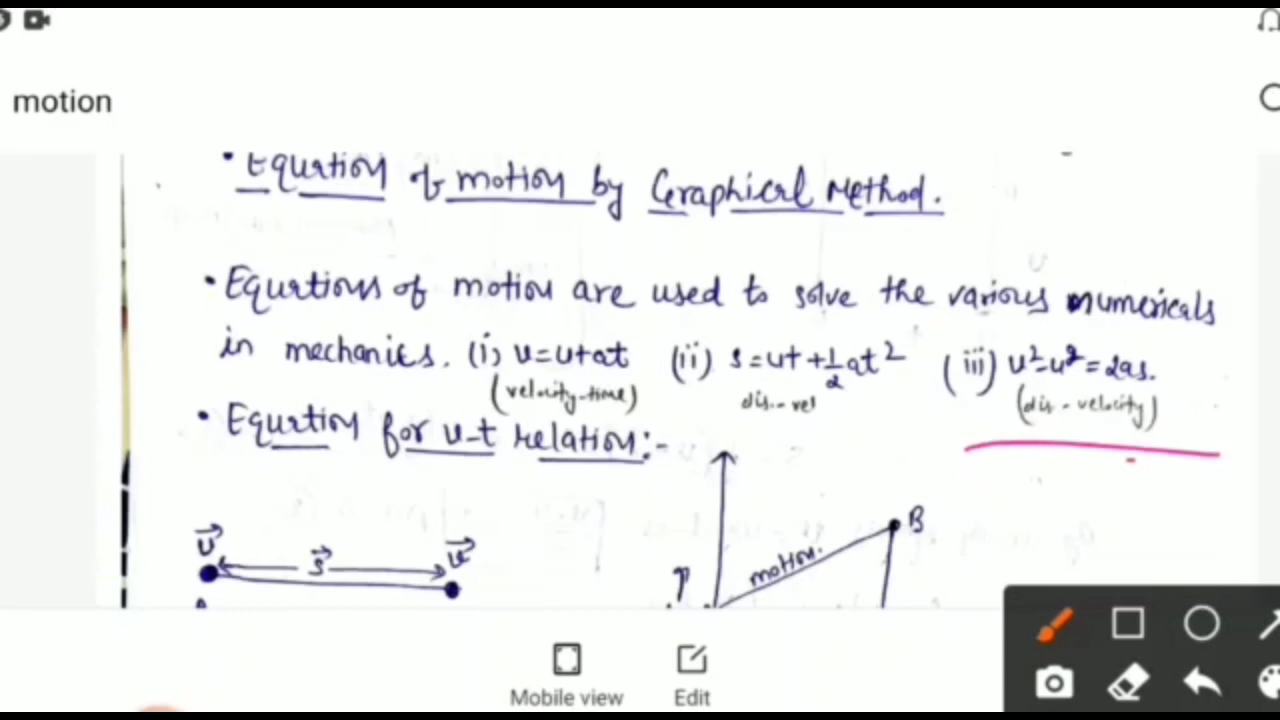 motion
• Equation of motion by Graphical Method.
• Equations of motion are used to solve the various numericals
in mechanics. (i) v=u+at (ii) s=ut+½at² (iii) v²-u²=2as.
(velocity-time) dis.-vel (dis-velocity)
• Equation for v-t relation:-
B
u⃗ s⃗ v⃗
motion.
Mobile view Edit